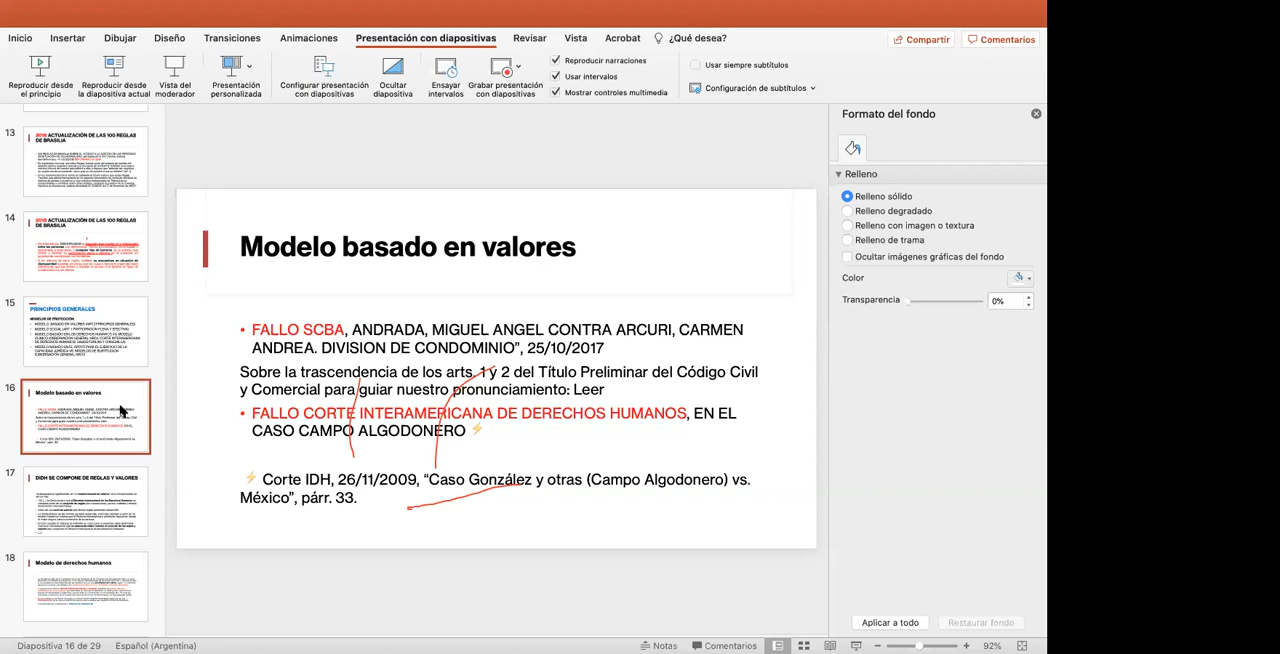 Inicio Insertar Dibujar Diseño Transiciones Animaciones Presentación con diapositivas Revisar Vista Acrobat ¿Qué desea? Compartir Comentarios
Reproducir desde el principio
Reproducir desde la diapositiva actual
Vista del moderador
Presentación personalizada
Configurar presentación con diapositivas
Ocultar diapositiva
Ensayar intervalos
Grabar presentación con diapositivas
Reproducir narraciones
Usar intervalos
Mostrar controles multimedia
Usar siempre subtítulos
Configuración de subtítulos
13
2018 ACTUALIZACIÓN DE LAS 100 REGLAS
DE BRASILIA
14
2018 ACTUALIZACIÓN DE LAS 100 REGLAS
DE BRASILIA
15
PRINCIPIOS GENERALES
MODELOS DE PROTECCIÓN
16
Modelo basado en valores
17
DIDH SE COMPONE DE REGLAS Y VALORES
18
Modelo de derechos humanos
Modelo basado en valores
• FALLO SCBA, ANDRADA, MIGUEL ANGEL CONTRA ARCURI, CARMEN
ANDREA. DIVISION DE CONDOMINIO”, 25/10/2017
Sobre la trascendencia de los arts. 1 y 2 del Título Preliminar del Código Civil
y Comercial para guiar nuestro pronunciamiento: Leer
• FALLO CORTE INTERAMERICANA DE DERECHOS HUMANOS, EN EL
CASO CAMPO ALGODONERO ⚡
⚡ Corte IDH, 26/11/2009, “Caso González y otras (Campo Algodonero) vs.
México”, párr. 33.
Formato del fondo
Relleno
Relleno sólido
Relleno degradado
Relleno con imagen o textura
Relleno de trama
Ocultar imágenes gráficas del fondo
Color
Transparencia 0%
Aplicar a todo Restaurar fondo
Diapositiva 16 de 29 Español (Argentina) Notas Comentarios 92%